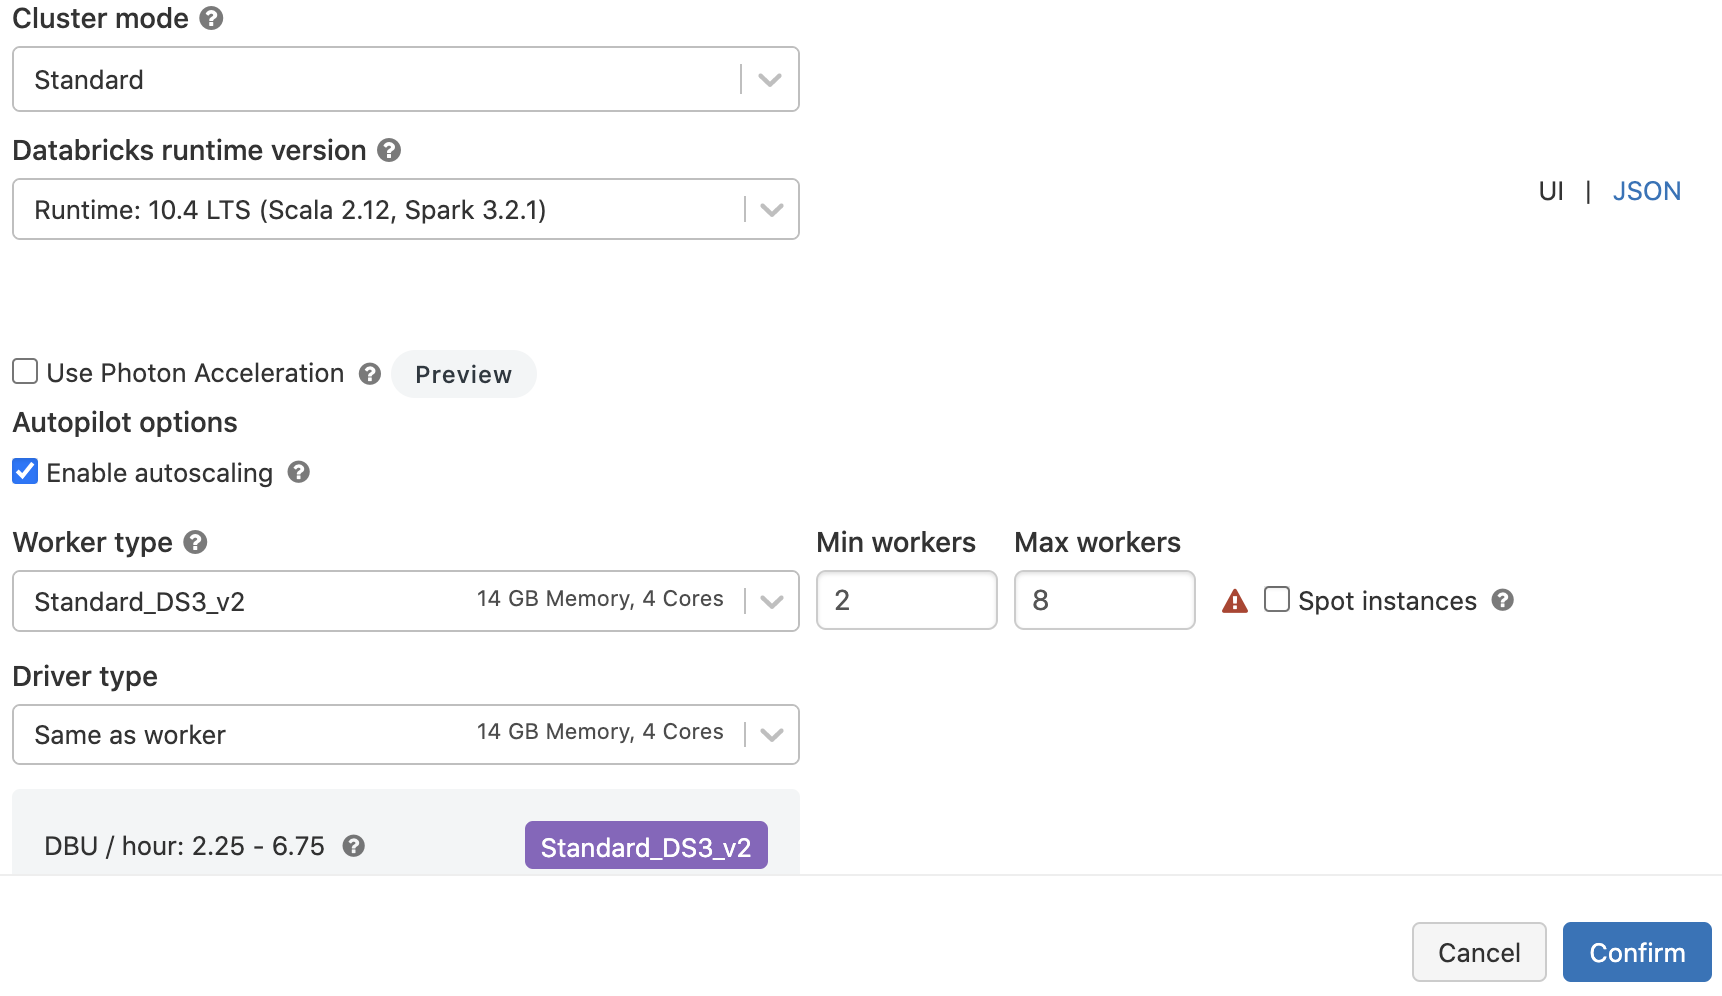 Cluster mode ?
Standard
Databricks runtime version ?
Runtime: 10.4 LTS (Scala 2.12, Spark 3.2.1)
UI | JSON
Use Photon Acceleration ? Preview
Autopilot options
Enable autoscaling ?
Worker type ? Min workers Max workers
Standard_DS3_v2 14 GB Memory, 4 Cores 2 8 Spot instances ?
Driver type
Same as worker 14 GB Memory, 4 Cores
DBU / hour: 2.25 - 6.75 ? Standard_DS3_v2
Cancel Confirm